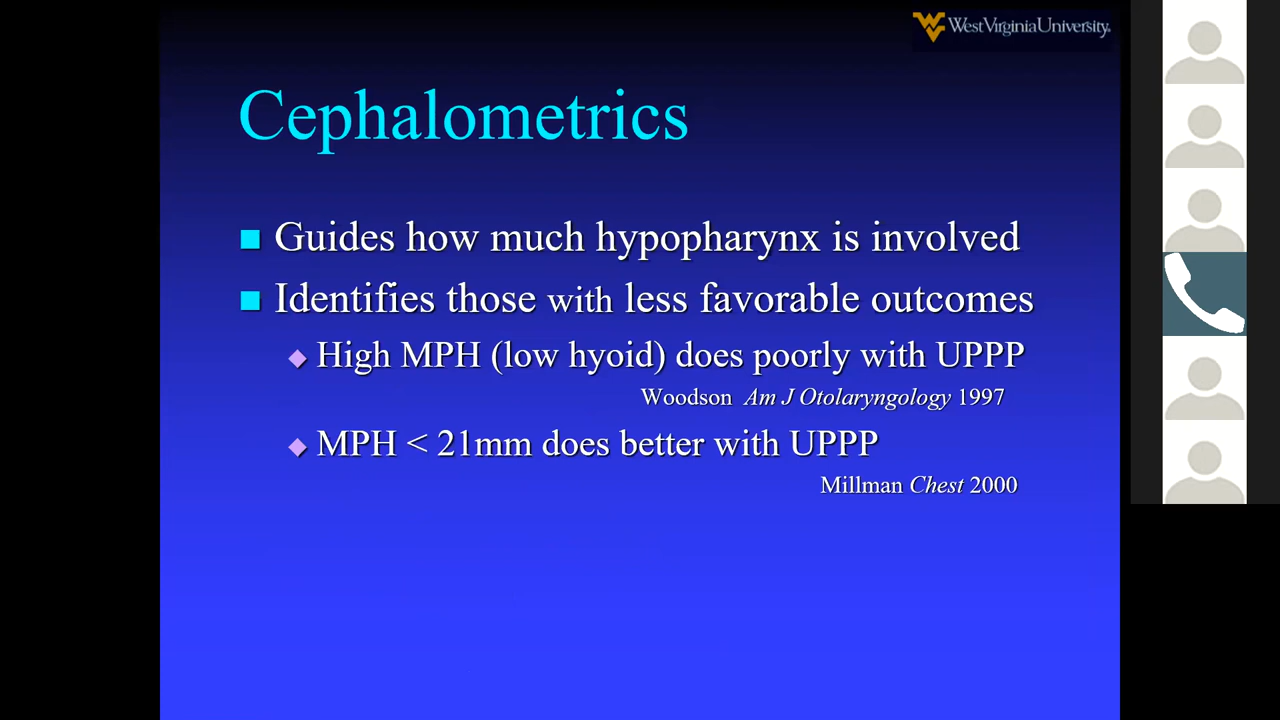 West Virginia University.
Cephalometrics
Guides how much hypopharynx is involved
Identifies those with less favorable outcomes
High MPH (low hyoid) does poorly with UPPP
Woodson Am J Otolaryngology 1997
MPH < 21mm does better with UPPP
Millman Chest 2000